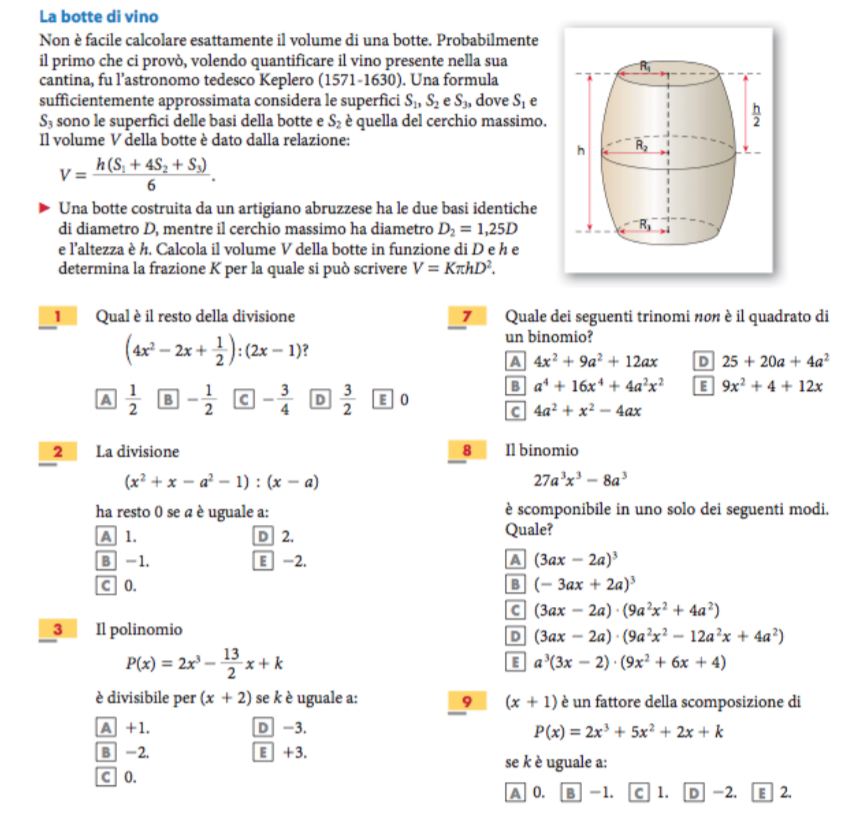 La botte di vino
Non è facile calcolare esattamente il volume di una botte. Probabilmente
il primo che ci provò, volendo quantificare il vino presente nella sua
cantina, fu l'astronomo tedesco Keplero (1571-1630). Una formula
sufficientemente approssimata considera le superfici S₁, S₂ e S₃, dove S₁ e
S₃ sono le superfici delle basi della botte e S₂ è quella del cerchio massimo.
Il volume V della botte è dato dalla relazione:
V = h(S₁ + 4S₂ + S₃)/6.
▶ Una botte costruita da un artigiano abruzzese ha le due basi identiche
di diametro D, mentre il cerchio massimo ha diametro D₂ = 1,25D
e l'altezza è h. Calcola il volume V della botte in funzione di D e h e
determina la frazione K per la quale si può scrivere V = KπhD².
R₁
h/2
h
R₂
R₃
1 Qual è il resto della divisione
(4x² − 2x + 1/2) : (2x − 1)?
A 1/2 B −1/2 C −3/4 D 3/2 E 0
2 La divisione
(x² + x − a² − 1) : (x − a)
ha resto 0 se a è uguale a:
A 1. D 2.
B −1. E −2.
C 0.
3 Il polinomio
P(x) = 2x³ − 13/2 x + k
è divisibile per (x + 2) se k è uguale a:
A +1. D −3.
B −2. E +3.
C 0.
7 Quale dei seguenti trinomi non è il quadrato di
un binomio?
A 4x² + 9a² + 12ax D 25 + 20a + 4a²
B a⁴ + 16x⁴ + 4a²x² E 9x² + 4 + 12x
C 4a² + x² − 4ax
8 Il binomio
27a³x³ − 8a³
è scomponibile in uno solo dei seguenti modi.
Quale?
A (3ax − 2a)³
B (− 3ax + 2a)³
C (3ax − 2a) · (9a²x² + 4a²)
D (3ax − 2a) · (9a²x² − 12a²x + 4a²)
E a³(3x − 2) · (9x² + 6x + 4)
9 (x + 1) è un fattore della scomposizione di
P(x) = 2x³ + 5x² + 2x + k
se k è uguale a:
A 0. B −1. C 1. D −2. E 2.